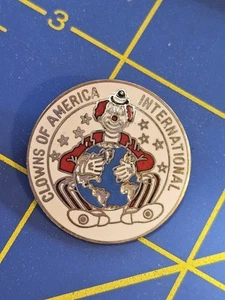 3
CLOWNS OF AMERICA
INTERNATIONAL